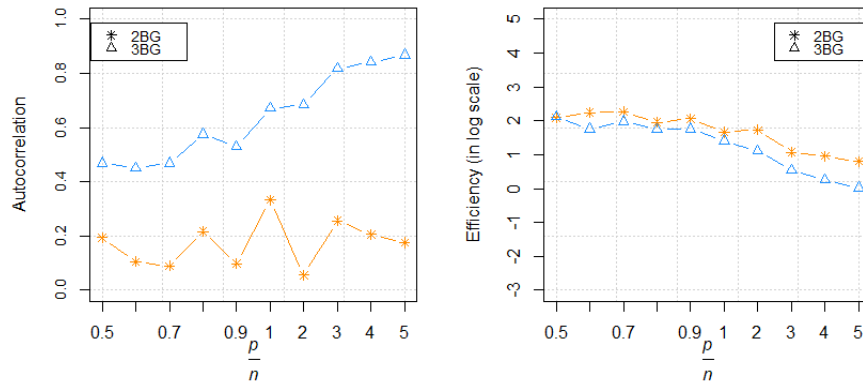 Autocorrelation
1.0
0.8
0.6
0.4
0.2
0.0
2BG
3BG
0.5 0.7 0.9 1 2 3 4 5
p
n
Efficiency (in log scale)
5
4
3
2
1
0
-1
-2
-3
2BG
3BG
0.5 0.7 0.9 1 2 3 4 5
p
n